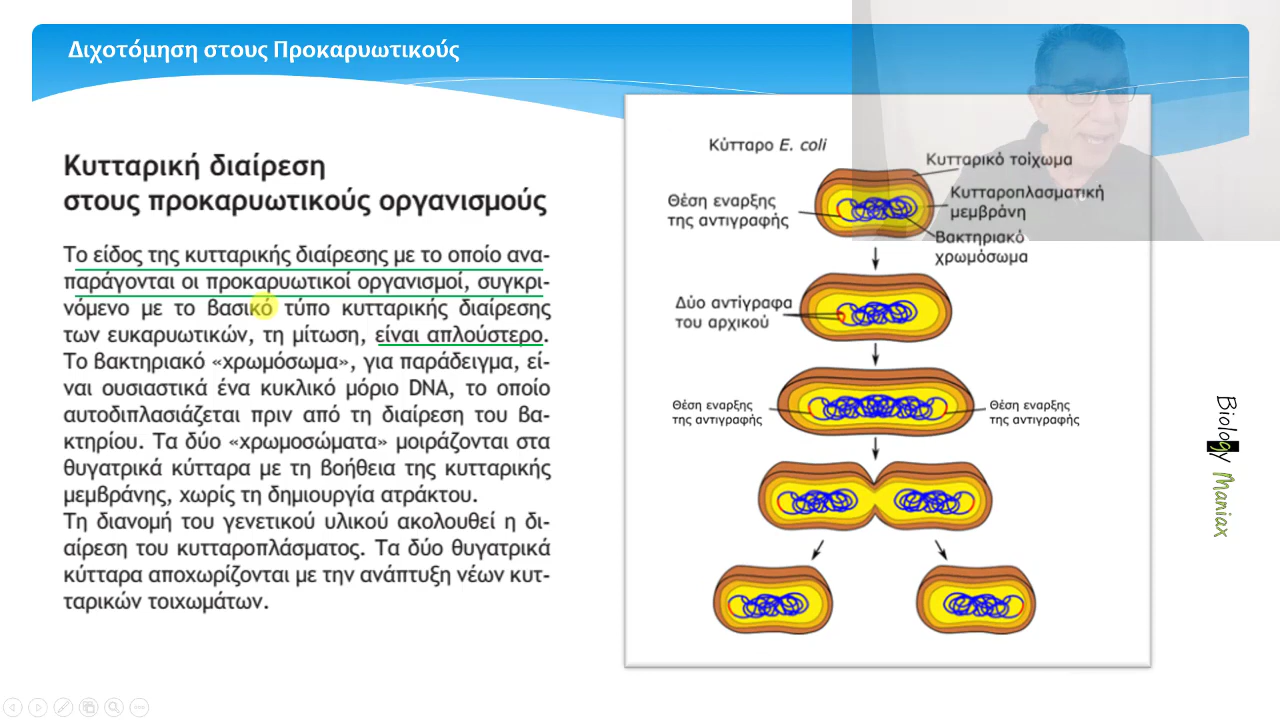 Διχοτόμηση στους Προκαρυωτικούς
Κυτταρική διαίρεση
στους προκαρυωτικούς οργανισμούς
Το είδος της κυτταρικής διαίρεσης με το οποίο ανα-
παράγονται οι προκαρυωτικοί οργανισμοί, συγκρι-
νόμενο με το βασικό τύπο κυτταρικής διαίρεσης
των ευκαρυωτικών, τη μίτωση, είναι απλούστερο.
Το βακτηριακό «χρωμόσωμα», για παράδειγμα, εί-
ναι ουσιαστικά ένα κυκλικό μόριο DNA, το οποίο
αυτοδιπλασιάζεται πριν από τη διαίρεση του βα-
κτηρίου. Τα δύο «χρωμοσώματα» μοιράζονται στα
θυγατρικά κύτταρα με τη βοήθεια της κυτταρικής
μεμβράνης, χωρίς τη δημιουργία ατράκτου.
Τη διανομή του γενετικού υλικού ακολουθεί η δι-
αίρεση του κυτταροπλάσματος. Τα δύο θυγατρικά
κύτταρα αποχωρίζονται με την ανάπτυξη νέων κυτ-
ταρικών τοιχωμάτων.
Κύτταρο E. coli
Κυτταρικό τοίχωμα
Θέση εναρξης
της αντιγραφής
Κυτταροπλασματική
μεμβράνη
Βακτηριακό
χρωμόσωμα
Δύο αντίγραφα
του αρχικού
Θέση εναρξης
της αντιγραφής
Θέση εναρξης
της αντιγραφής
Biology Maniax